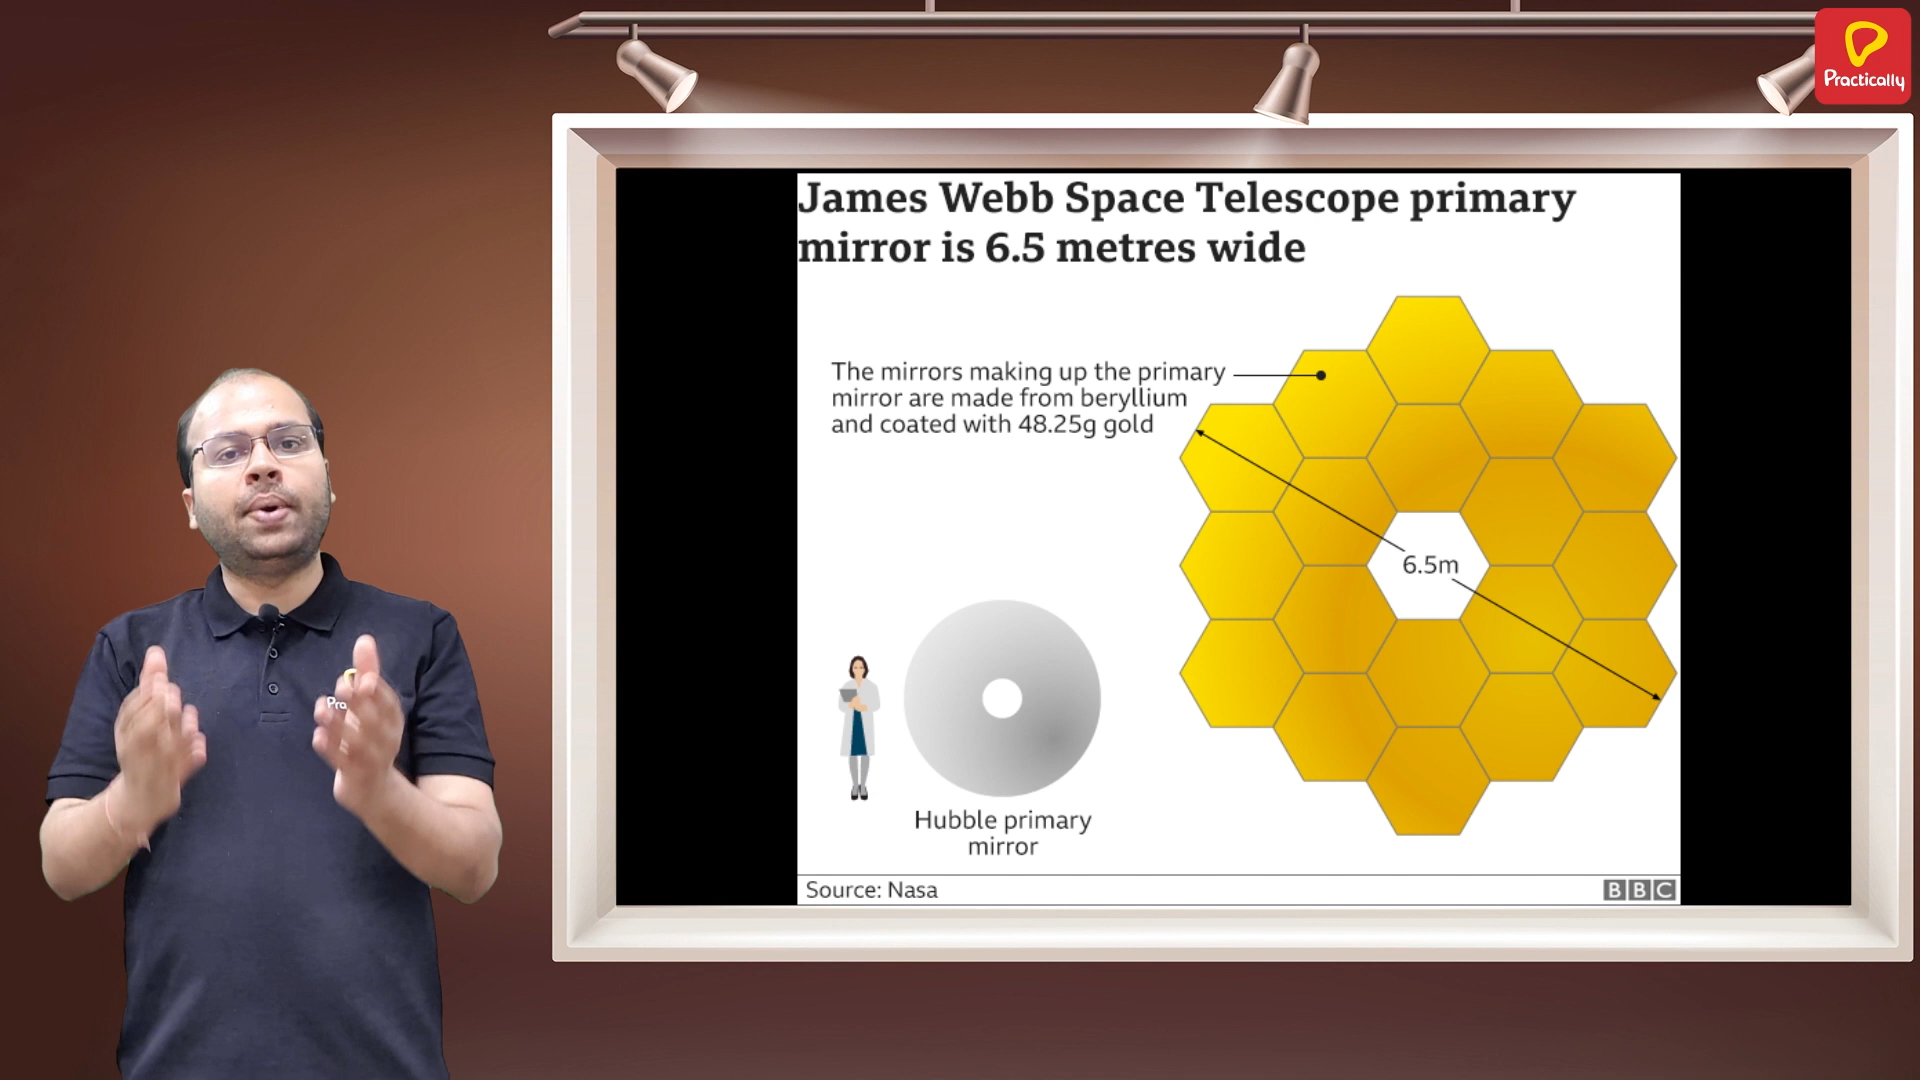 Practically
James Webb Space Telescope primary
mirror is 6.5 metres wide
The mirrors making up the primary
mirror are made from beryllium
and coated with 48.25g gold
6.5m
Hubble primary
mirror
Source: Nasa
BBC
Pra